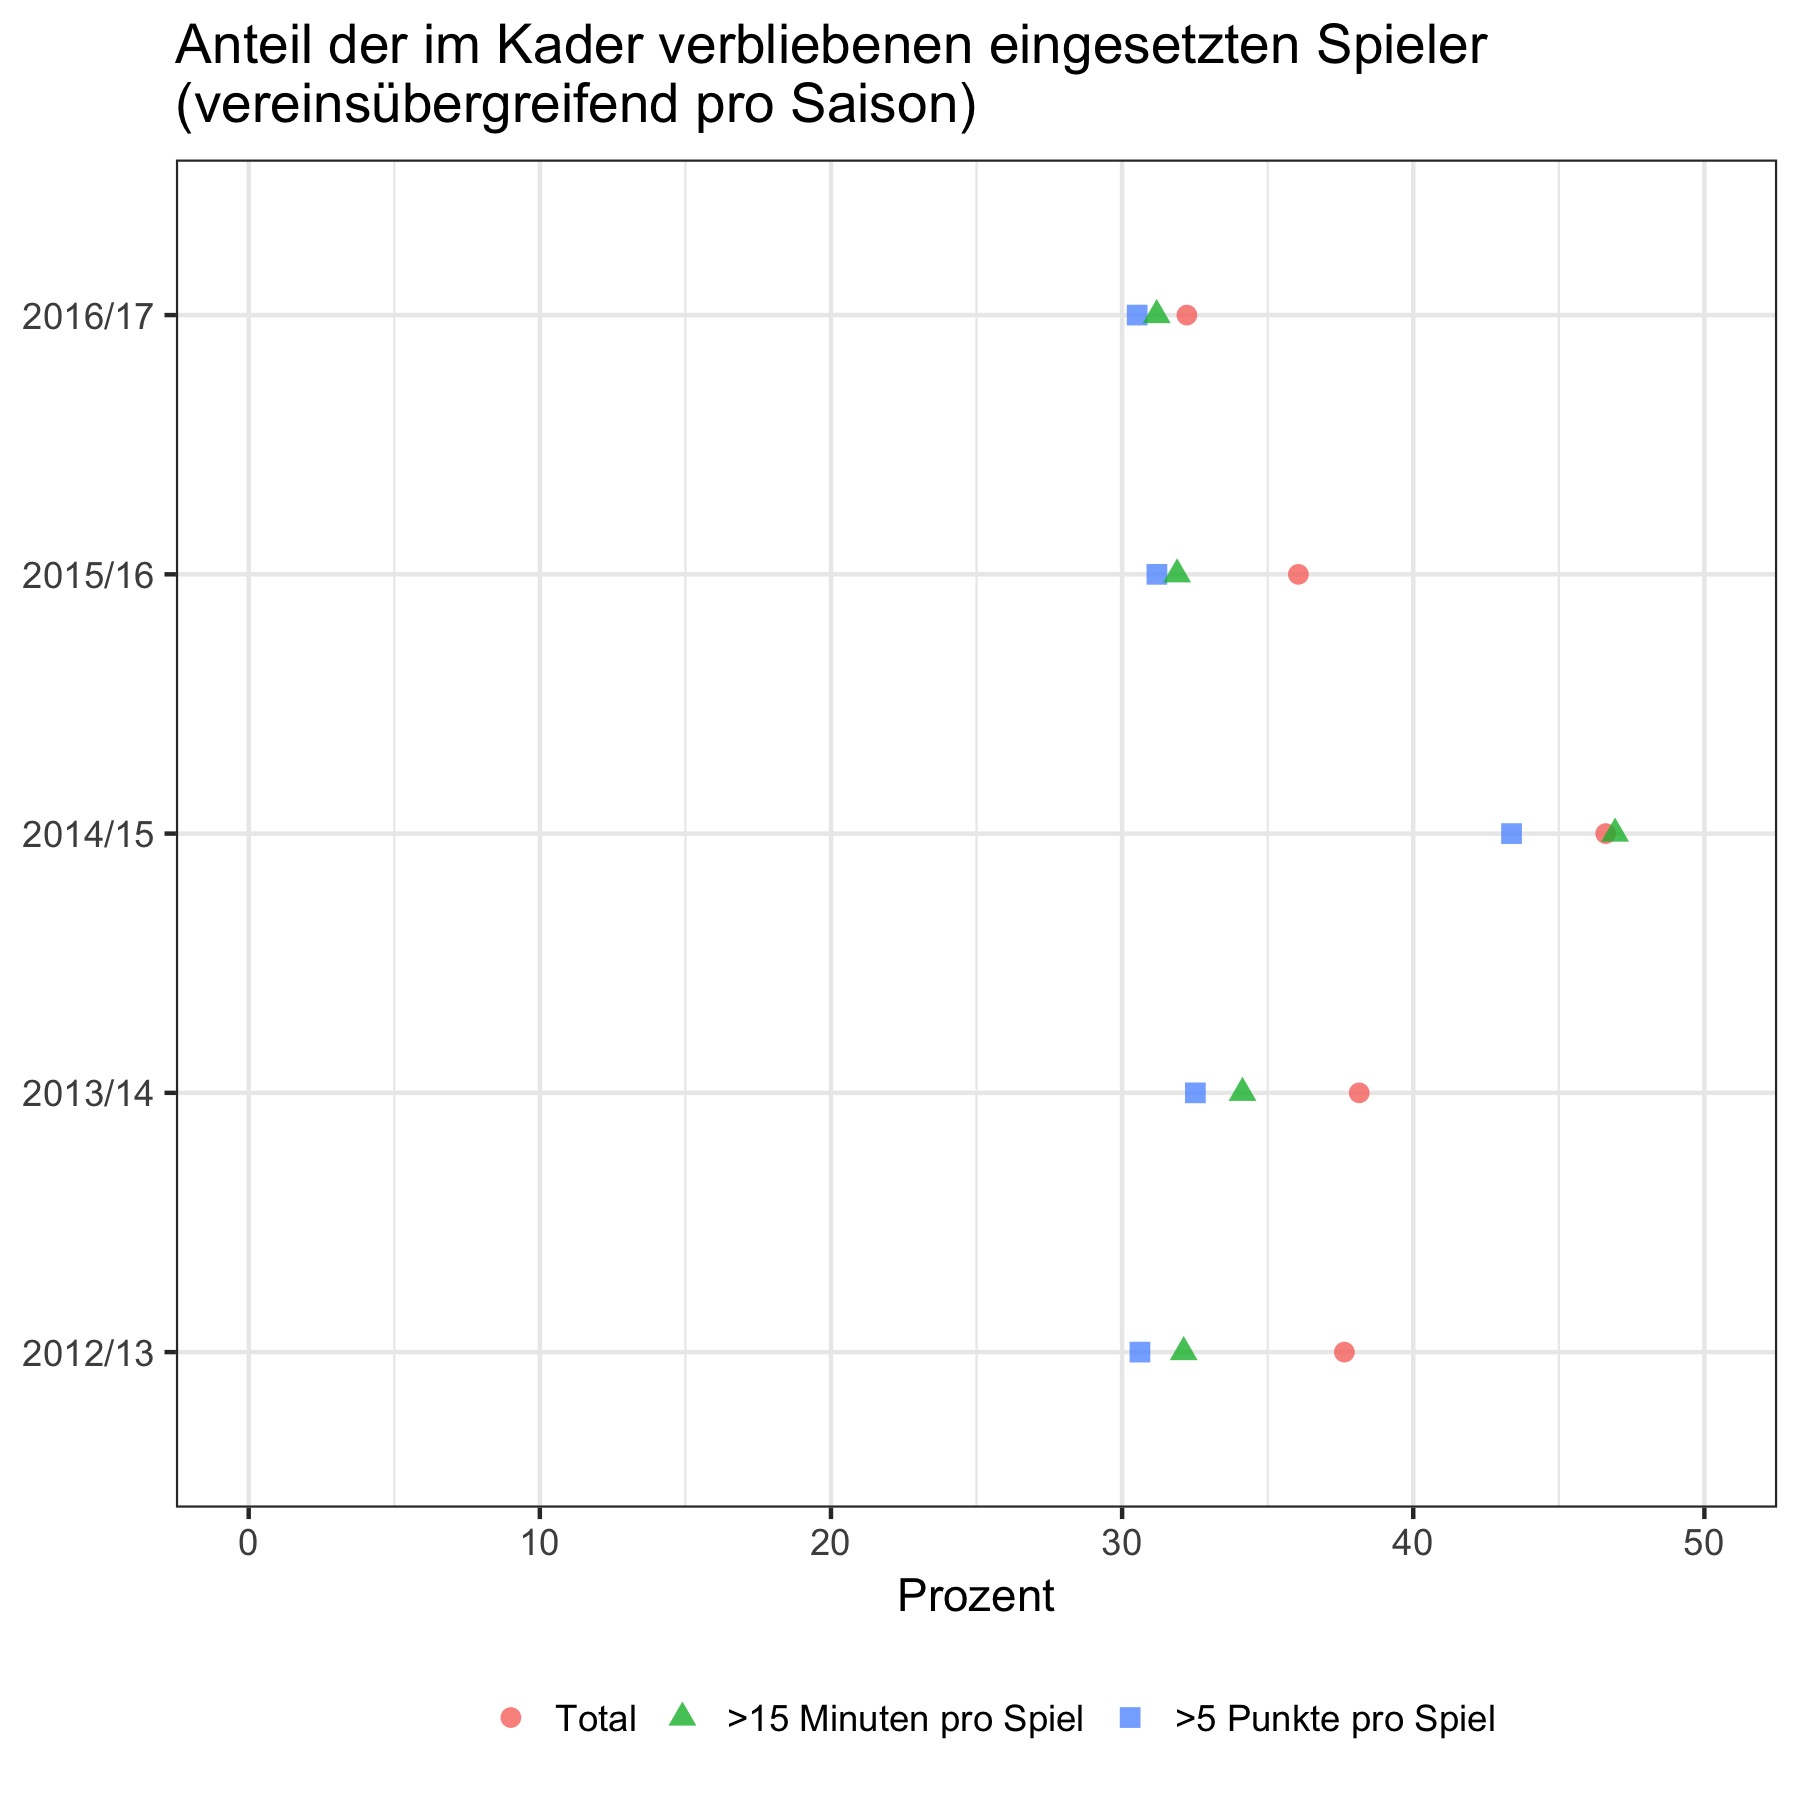 Anteil der im Kader verbliebenen eingesetzten Spieler
(vereinsübergreifend pro Saison)
2016/17
2015/16
2014/15
2013/14
2012/13
0 10 20 30 40 50
Prozent
Total >15 Minuten pro Spiel >5 Punkte pro Spiel